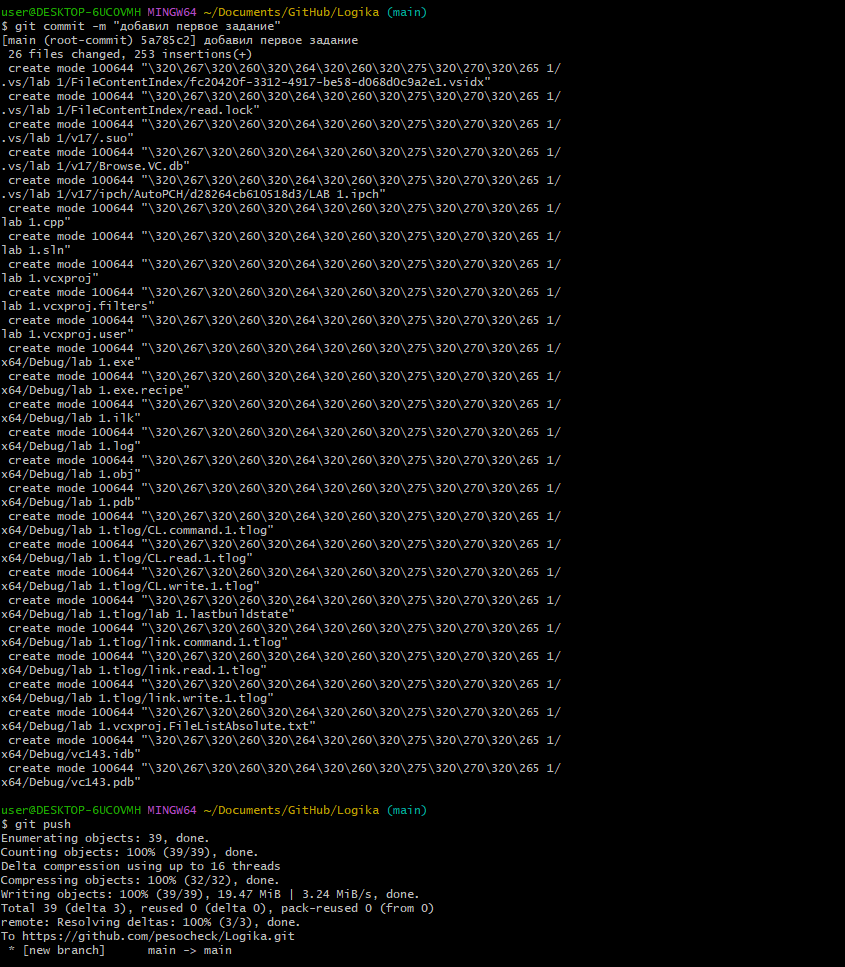 user@DESKTOP-6UCOVMH MINGW64 ~/Documents/GitHub/Logika (main)
$ git commit -m "добавил первое задание"
[main (root-commit) 5a785c2] добавил первое задание
 26 files changed, 253 insertions(+)
 create mode 100644 "\320\267\320\260\320\264\320\260\320\275\320\270\320\265 1/
.vs/lab 1/FileContentIndex/fc20420f-3312-4917-be58-d068d0c9a2e1.vsidx"
 create mode 100644 "\320\267\320\260\320\264\320\260\320\275\320\270\320\265 1/
.vs/lab 1/FileContentIndex/read.lock"
 create mode 100644 "\320\267\320\260\320\264\320\260\320\275\320\270\320\265 1/
.vs/lab 1/v17/.suo"
 create mode 100644 "\320\267\320\260\320\264\320\260\320\275\320\270\320\265 1/
.vs/lab 1/v17/Browse.VC.db"
 create mode 100644 "\320\267\320\260\320\264\320\260\320\275\320\270\320\265 1/
.vs/lab 1/v17/ipch/AutoPCH/d28264cb610518d3/LAB 1.ipch"
 create mode 100644 "\320\267\320\260\320\264\320\260\320\275\320\270\320\265 1/
lab 1.cpp"
 create mode 100644 "\320\267\320\260\320\264\320\260\320\275\320\270\320\265 1/
lab 1.sln"
 create mode 100644 "\320\267\320\260\320\264\320\260\320\275\320\270\320\265 1/
lab 1.vcxproj"
 create mode 100644 "\320\267\320\260\320\264\320\260\320\275\320\270\320\265 1/
lab 1.vcxproj.filters"
 create mode 100644 "\320\267\320\260\320\264\320\260\320\275\320\270\320\265 1/
lab 1.vcxproj.user"
 create mode 100644 "\320\267\320\260\320\264\320\260\320\275\320\270\320\265 1/
x64/Debug/lab 1.exe"
 create mode 100644 "\320\267\320\260\320\264\320\260\320\275\320\270\320\265 1/
x64/Debug/lab 1.exe.recipe"
 create mode 100644 "\320\267\320\260\320\264\320\260\320\275\320\270\320\265 1/
x64/Debug/lab 1.ilk"
 create mode 100644 "\320\267\320\260\320\264\320\260\320\275\320\270\320\265 1/
x64/Debug/lab 1.log"
 create mode 100644 "\320\267\320\260\320\264\320\260\320\275\320\270\320\265 1/
x64/Debug/lab 1.obj"
 create mode 100644 "\320\267\320\260\320\264\320\260\320\275\320\270\320\265 1/
x64/Debug/lab 1.pdb"
 create mode 100644 "\320\267\320\260\320\264\320\260\320\275\320\270\320\265 1/
x64/Debug/lab 1.tlog/CL.command.1.tlog"
 create mode 100644 "\320\267\320\260\320\264\320\260\320\275\320\270\320\265 1/
x64/Debug/lab 1.tlog/CL.read.1.tlog"
 create mode 100644 "\320\267\320\260\320\264\320\260\320\275\320\270\320\265 1/
x64/Debug/lab 1.tlog/CL.write.1.tlog"
 create mode 100644 "\320\267\320\260\320\264\320\260\320\275\320\270\320\265 1/
x64/Debug/lab 1.tlog/lab 1.lastbuildstate"
 create mode 100644 "\320\267\320\260\320\264\320\260\320\275\320\270\320\265 1/
x64/Debug/lab 1.tlog/link.command.1.tlog"
 create mode 100644 "\320\267\320\260\320\264\320\260\320\275\320\270\320\265 1/
x64/Debug/lab 1.tlog/link.read.1.tlog"
 create mode 100644 "\320\267\320\260\320\264\320\260\320\275\320\270\320\265 1/
x64/Debug/lab 1.tlog/link.write.1.tlog"
 create mode 100644 "\320\267\320\260\320\264\320\260\320\275\320\270\320\265 1/
x64/Debug/lab 1.vcxproj.FileListAbsolute.txt"
 create mode 100644 "\320\267\320\260\320\264\320\260\320\275\320\270\320\265 1/
x64/Debug/vc143.idb"
 create mode 100644 "\320\267\320\260\320\264\320\260\320\275\320\270\320\265 1/
x64/Debug/vc143.pdb"
user@DESKTOP-6UCOVMH MINGW64 ~/Documents/GitHub/Logika (main)
$ git push
Enumerating objects: 39, done.
Counting objects: 100% (39/39), done.
Delta compression using up to 16 threads
Compressing objects: 100% (32/32), done.
Writing objects: 100% (39/39), 19.47 MiB | 3.24 MiB/s, done.
Total 39 (delta 3), reused 0 (delta 0), pack-reused 0 (from 0)
remote: Resolving deltas: 100% (3/3), done.
To https://github.com/pesocheck/Logika.git
 * [new branch]      main -> main